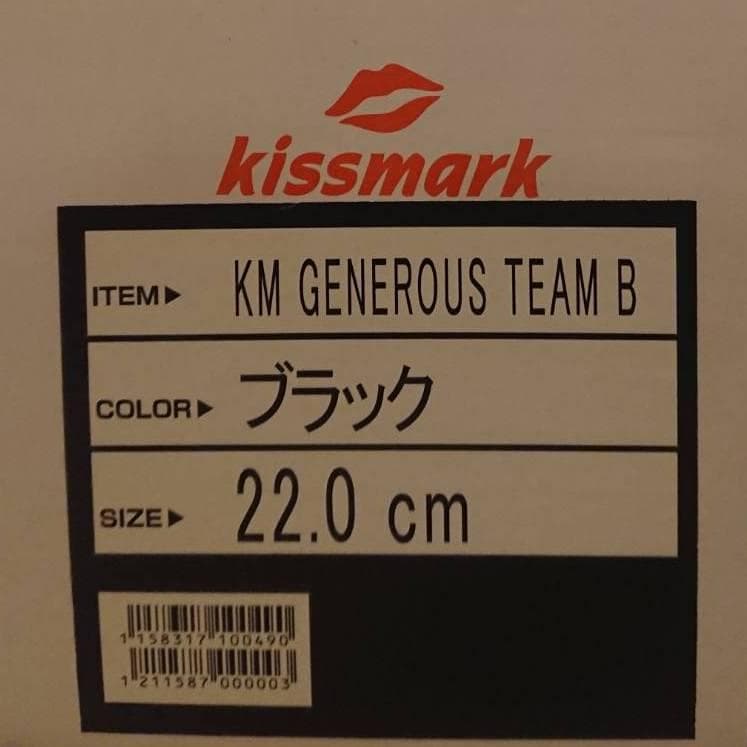 kissmark
ITEM▶ KM GENEROUS TEAM B
COLOR▶ ブラック
SIZE▶ 22.0 cm
1158317100490
1211587000003